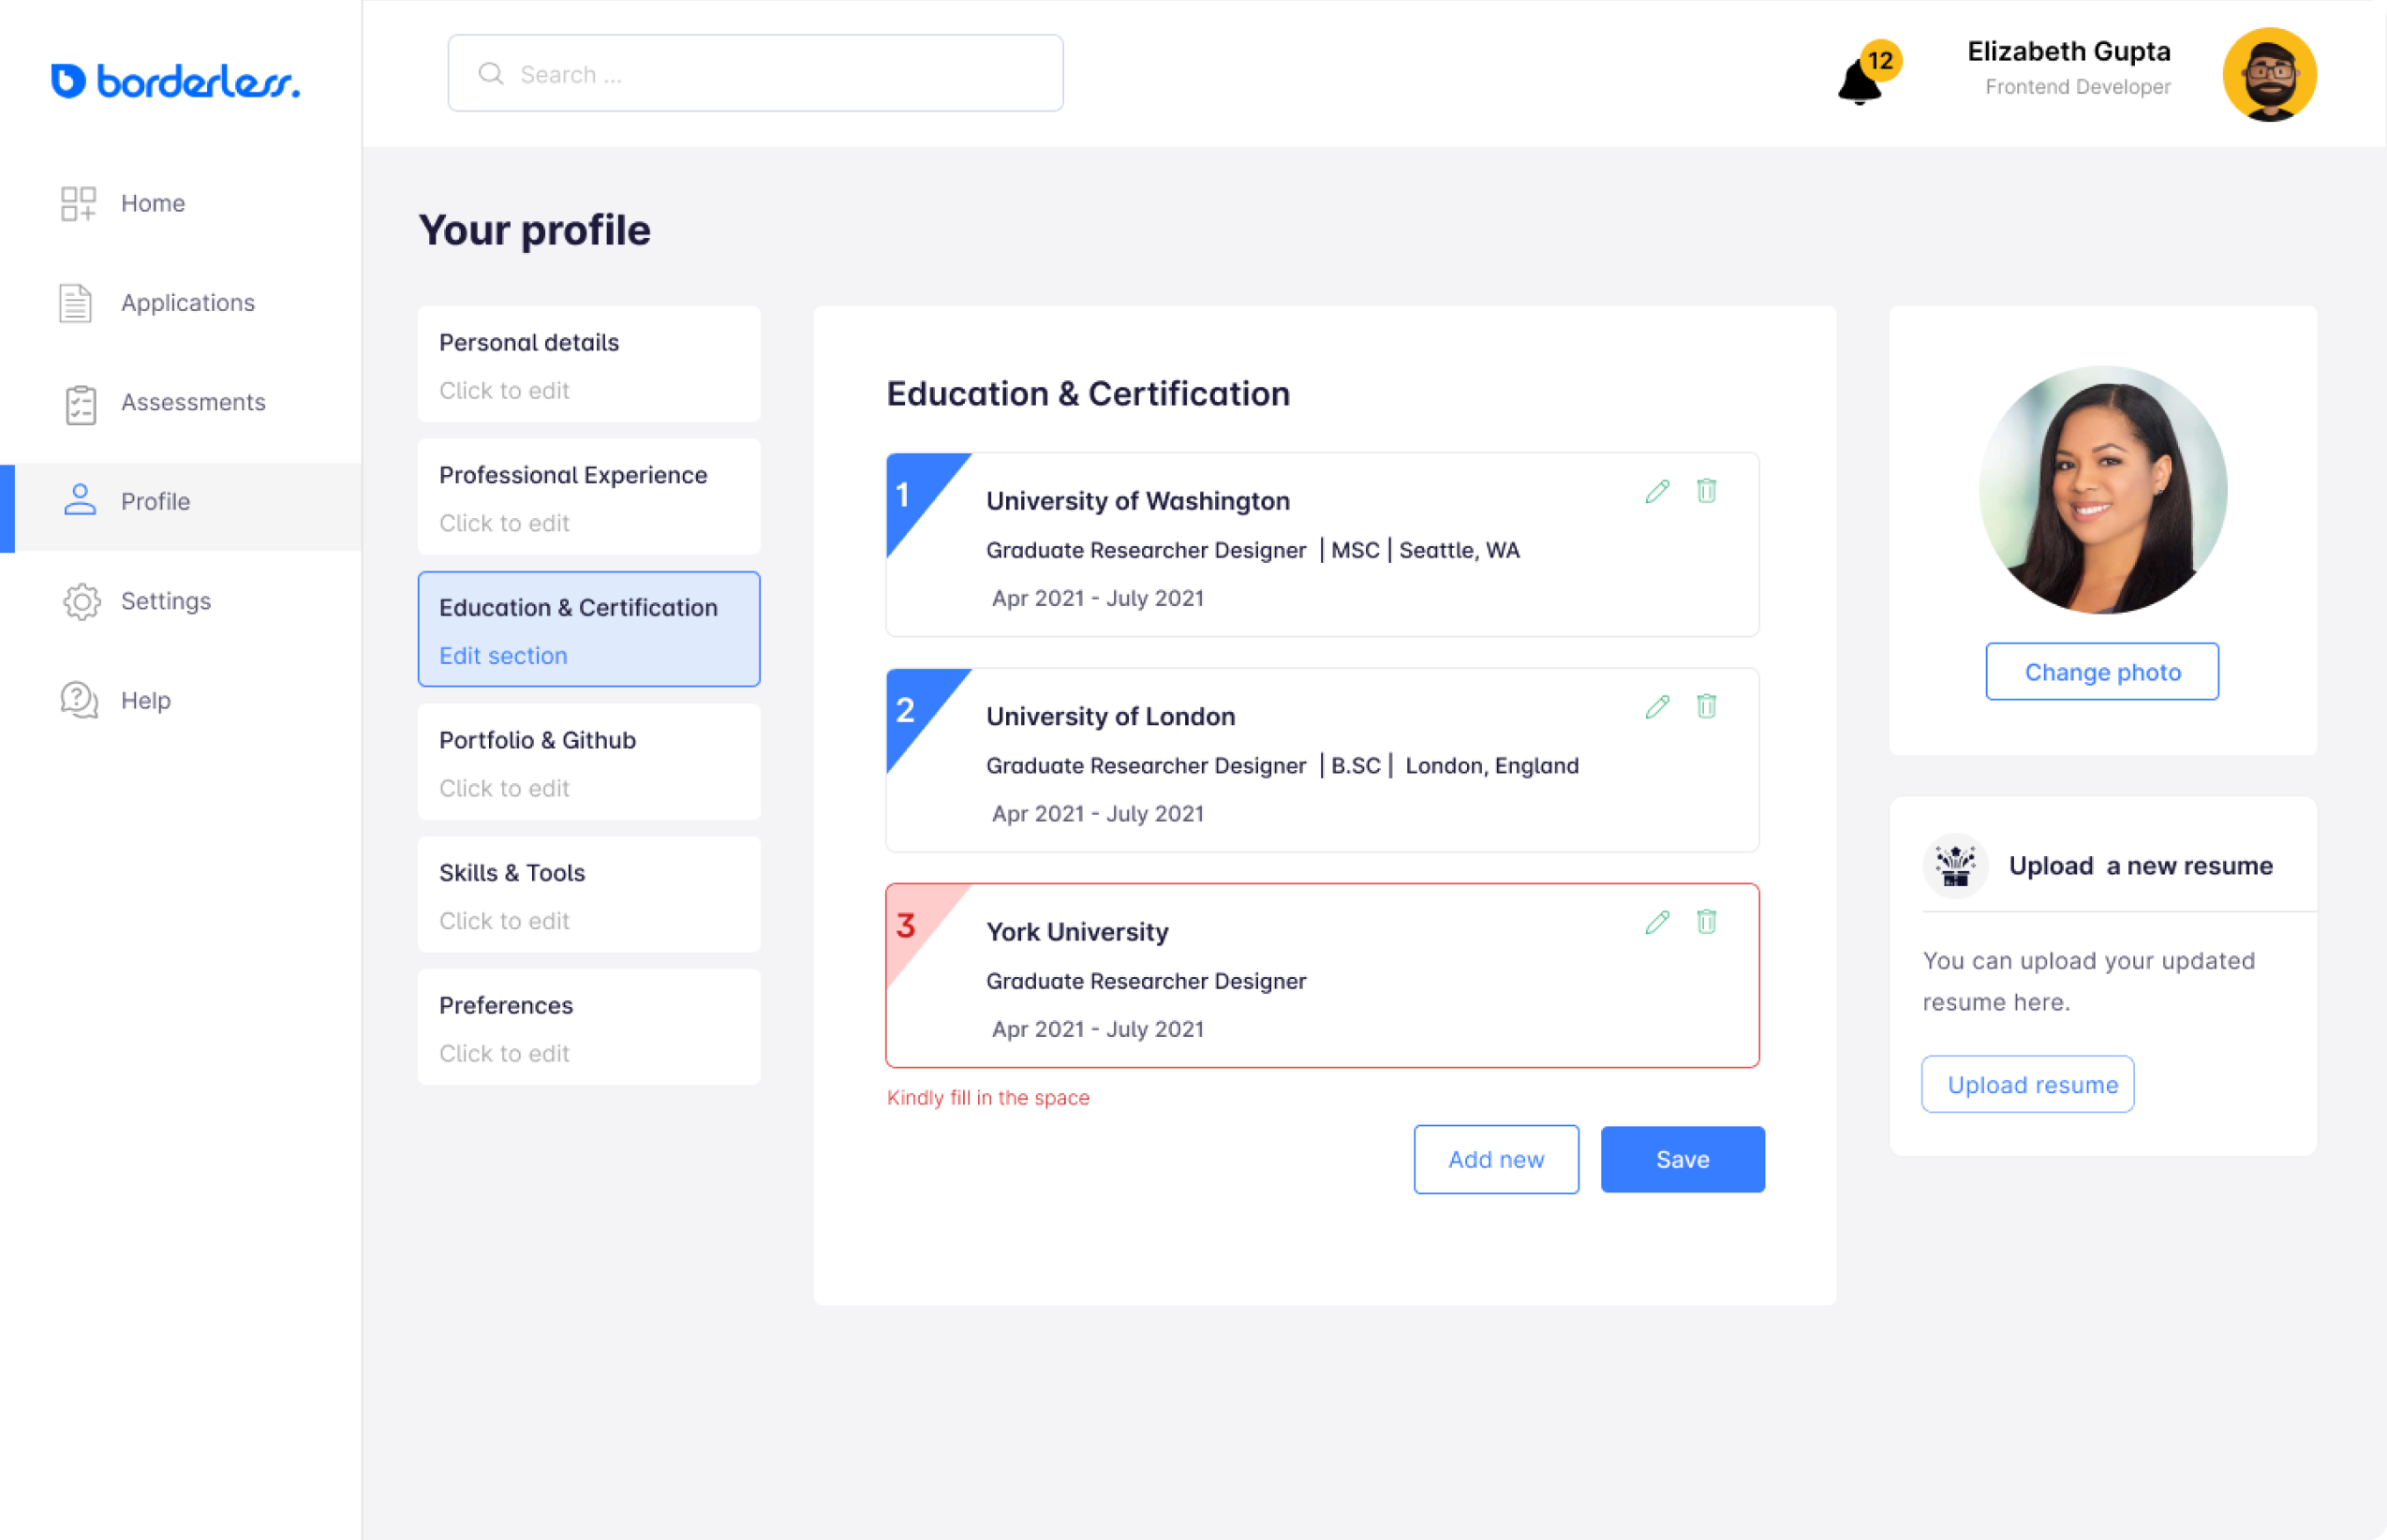 borderless.
Search ...
12
Elizabeth Gupta
Frontend Developer
Home
Applications
Assessments
Profile
Settings
Help
Your profile
Personal details
Click to edit
Professional Experience
Click to edit
Education & Certification
Edit section
Portfolio & Github
Click to edit
Skills & Tools
Click to edit
Preferences
Click to edit
Education & Certification
1
University of Washington
Graduate Researcher Designer | MSC | Seattle, WA
Apr 2021 - July 2021
2
University of London
Graduate Researcher Designer | B.SC | London, England
Apr 2021 - July 2021
3
York University
Graduate Researcher Designer
Apr 2021 - July 2021
Kindly fill in the space
Add new
Save
Change photo
Upload a new resume
You can upload your updated
resume here.
Upload resume